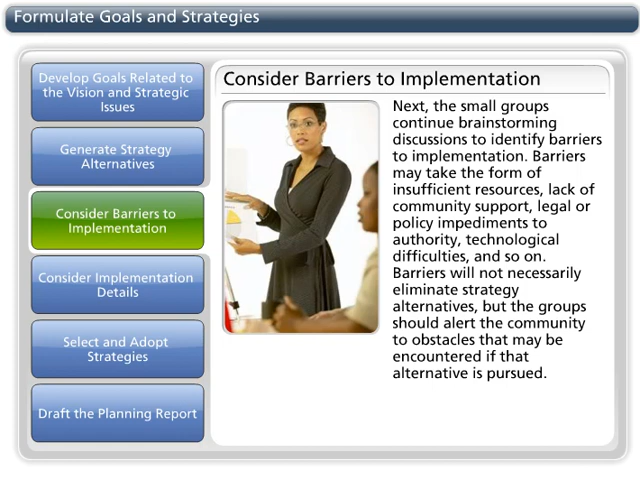 Formulate Goals and Strategies
Develop Goals Related to
the Vision and Strategic
Issues
Generate Strategy
Alternatives
Consider Barriers to
Implementation
Consider Implementation
Details
Select and Adopt
Strategies
Draft the Planning Report
Consider Barriers to Implementation
Next, the small groups
continue brainstorming
discussions to identify barriers
to implementation. Barriers
may take the form of
insufficient resources, lack of
community support, legal or
policy impediments to
authority, technological
difficulties, and so on.
Barriers will not necessarily
eliminate strategy
alternatives, but the groups
should alert the community
to obstacles that may be
encountered if that
alternative is pursued.